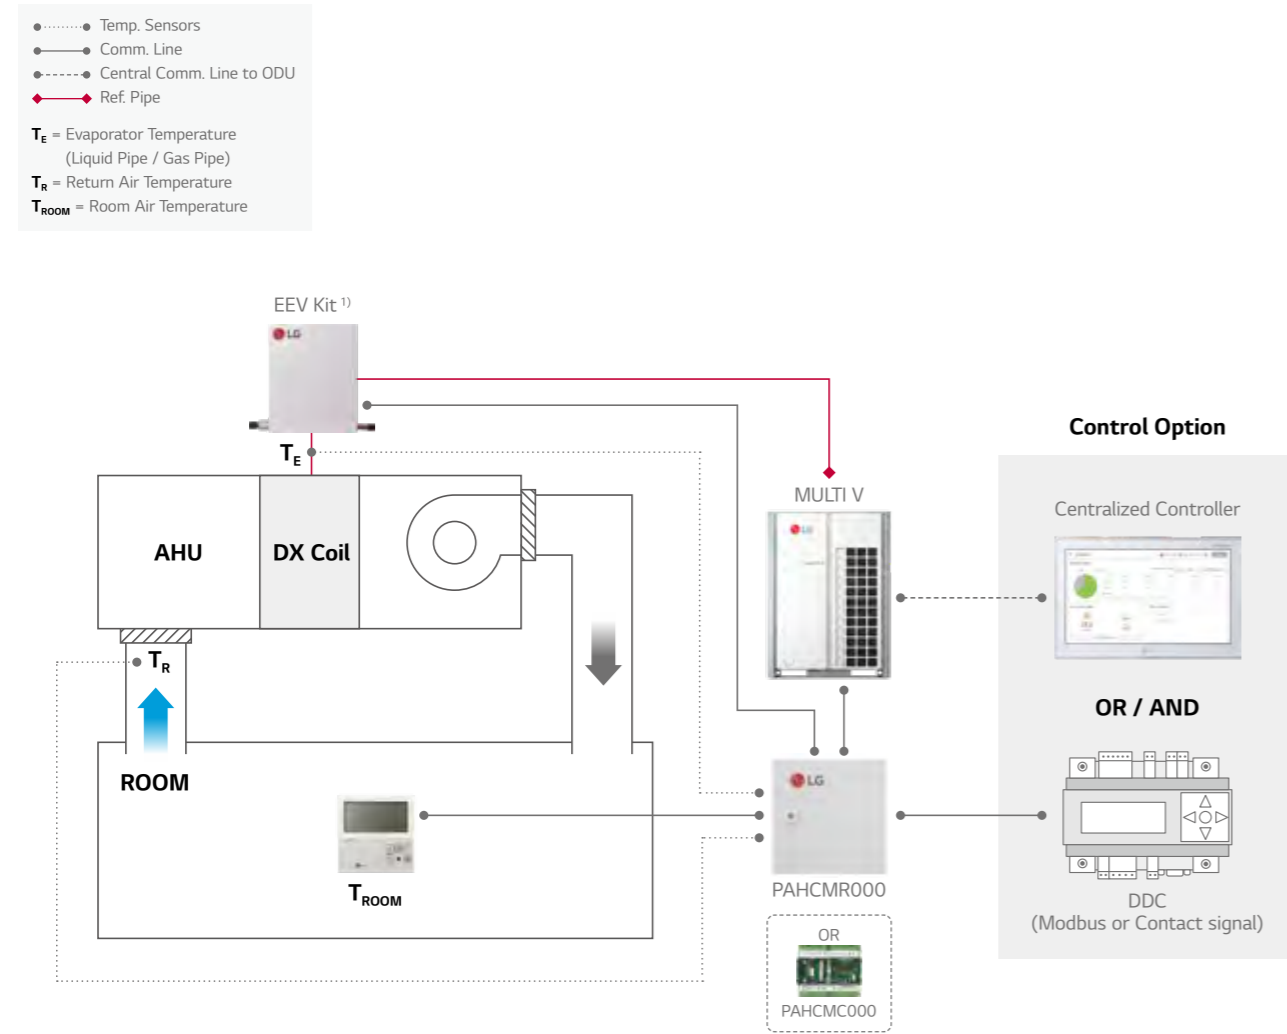 Temp. Sensors
Comm. Line
Central Comm. Line to ODU
Ref. Pipe
TE = Evaporator Temperature
(Liquid Pipe / Gas Pipe)
TR = Return Air Temperature
TROOM = Room Air Temperature
EEV Kit 1)
LG
TE
AHU
DX Coil
TR
ROOM
TROOM
MULTI V
LG
LG
PAHCMR000
OR
PAHCMC000
Control Option
Centralized Controller
OR / AND
DDC
(Modbus or Contact signal)